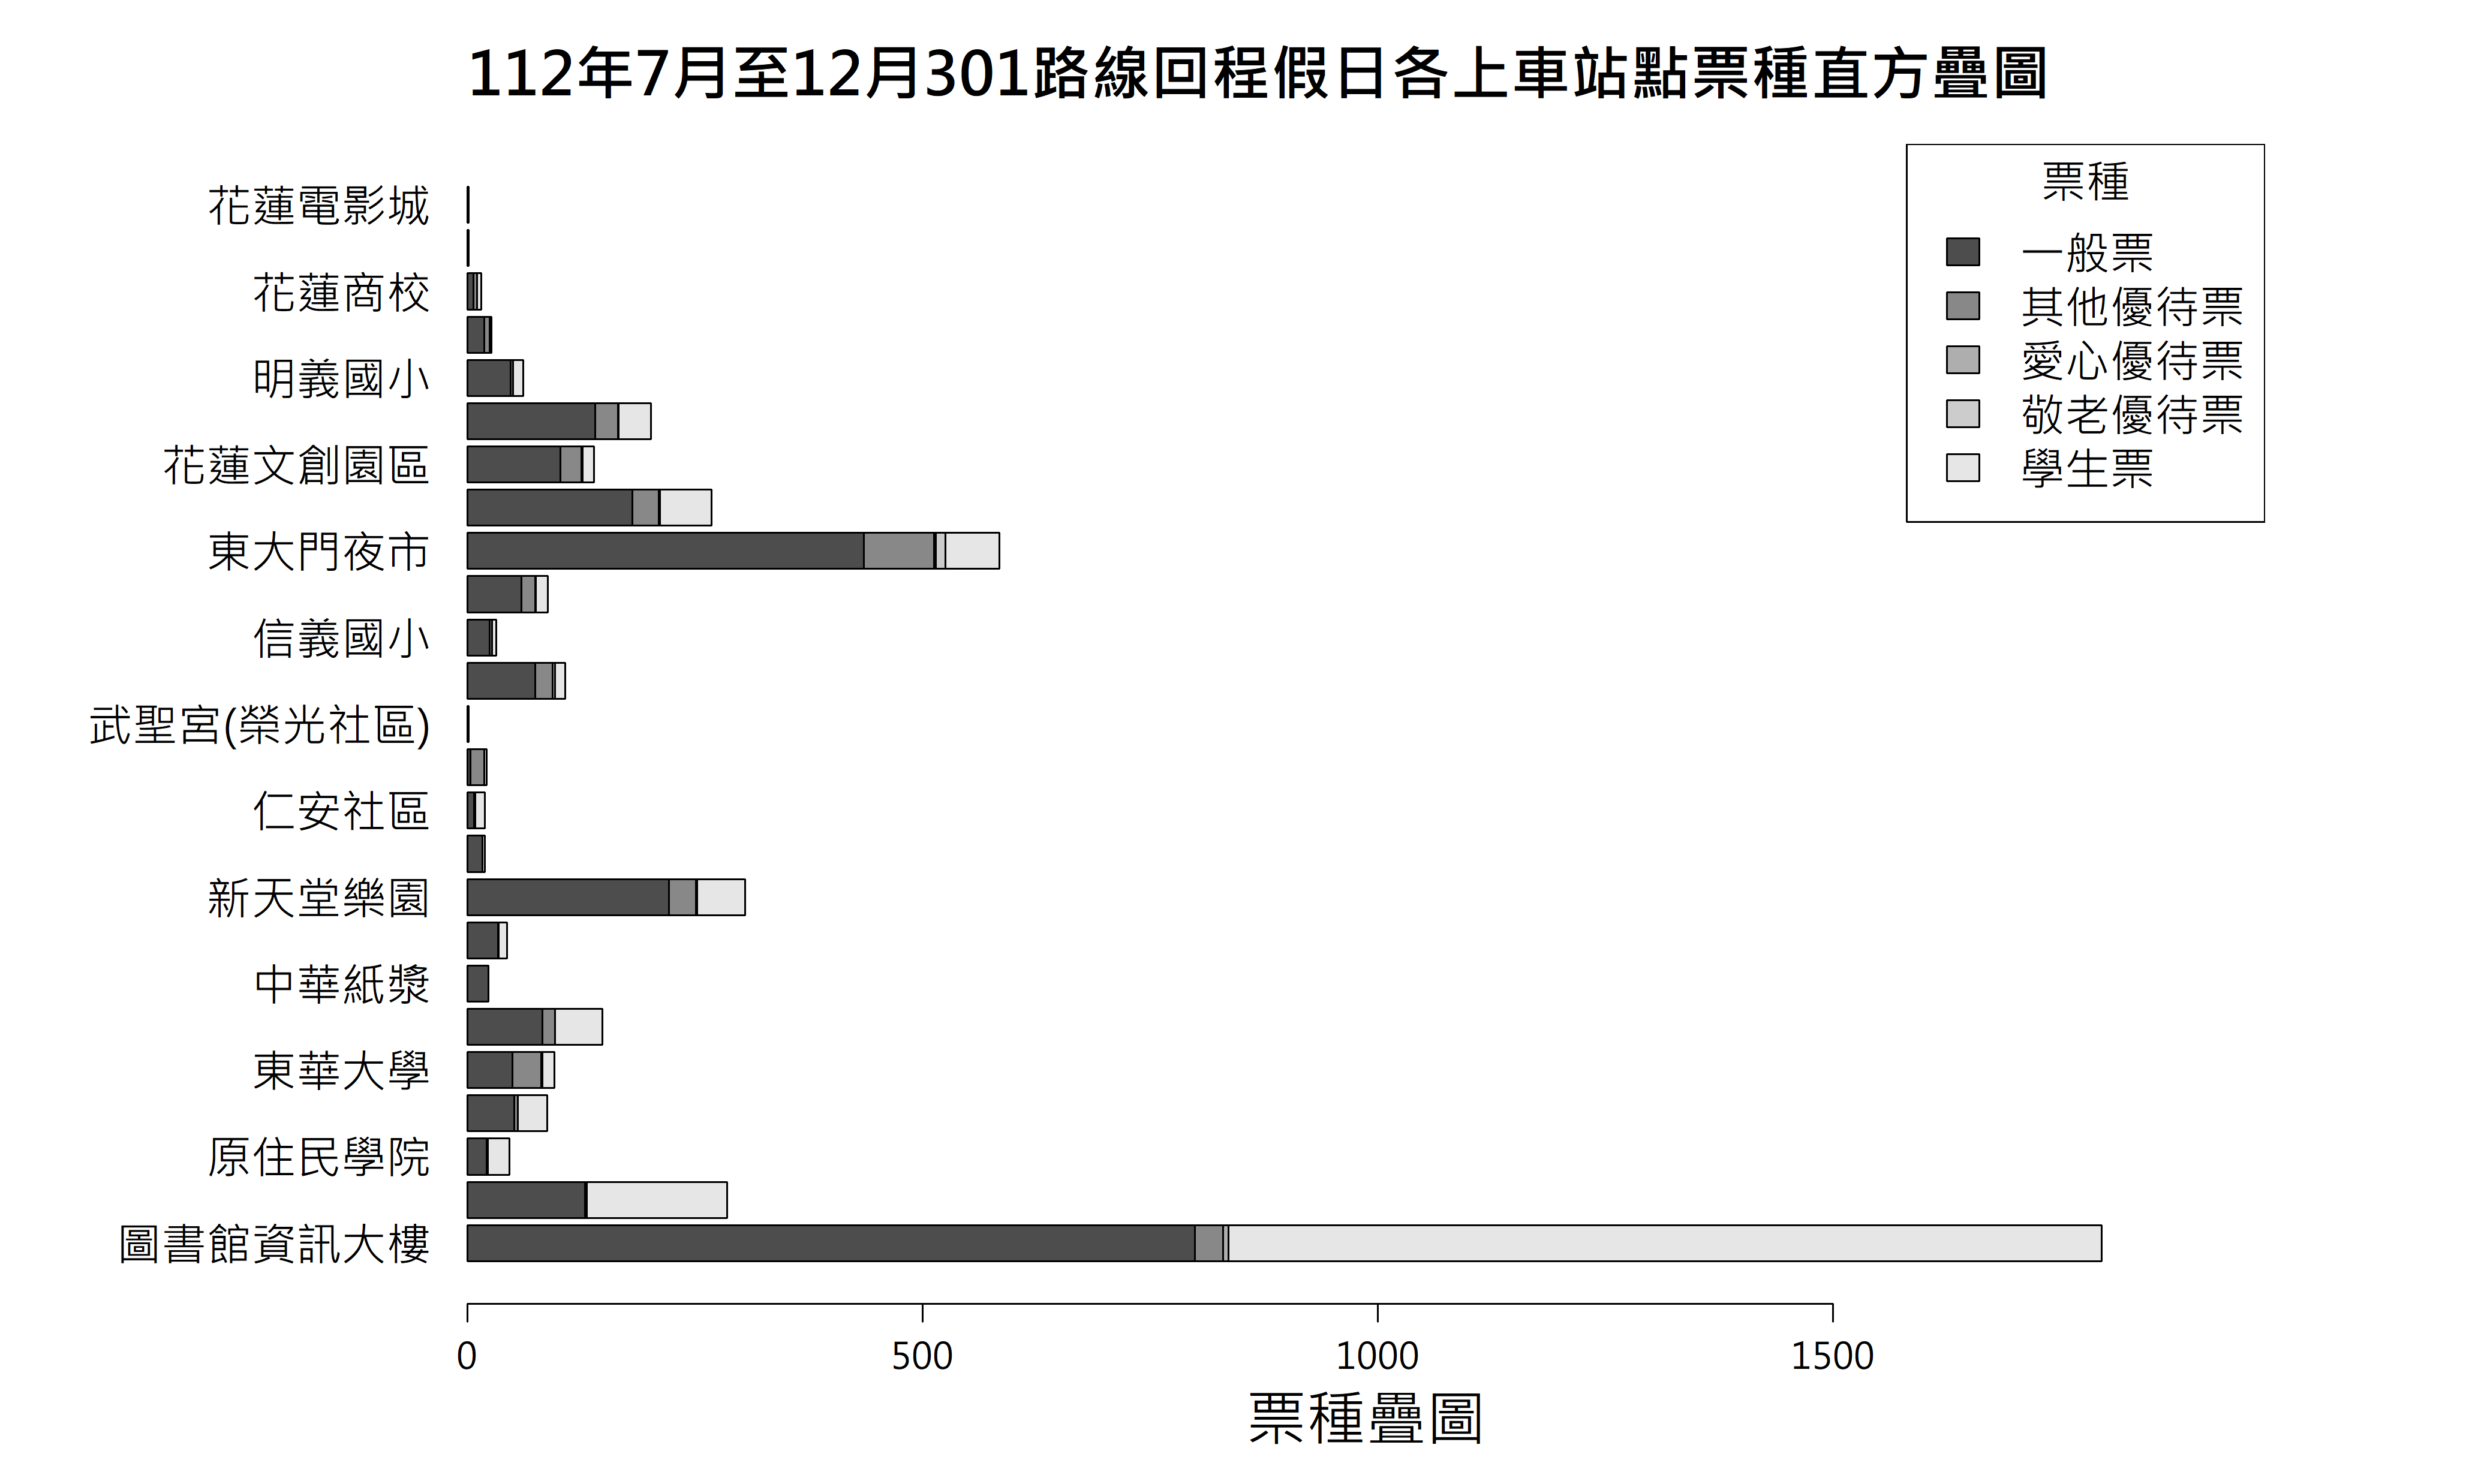 112年7月至12月301路線回程假日各上車站點票種直方疊圖
票種
一般票
其他優待票
愛心優待票
敬老優待票
學生票
花蓮電影城
花蓮商校
明義國小
花蓮文創園區
東大門夜市
信義國小
武聖宮(榮光社區)
仁安社區
新天堂樂園
中華紙漿
東華大學
原住民學院
圖書館資訊大樓
0 500 1000 1500
票種疊圖